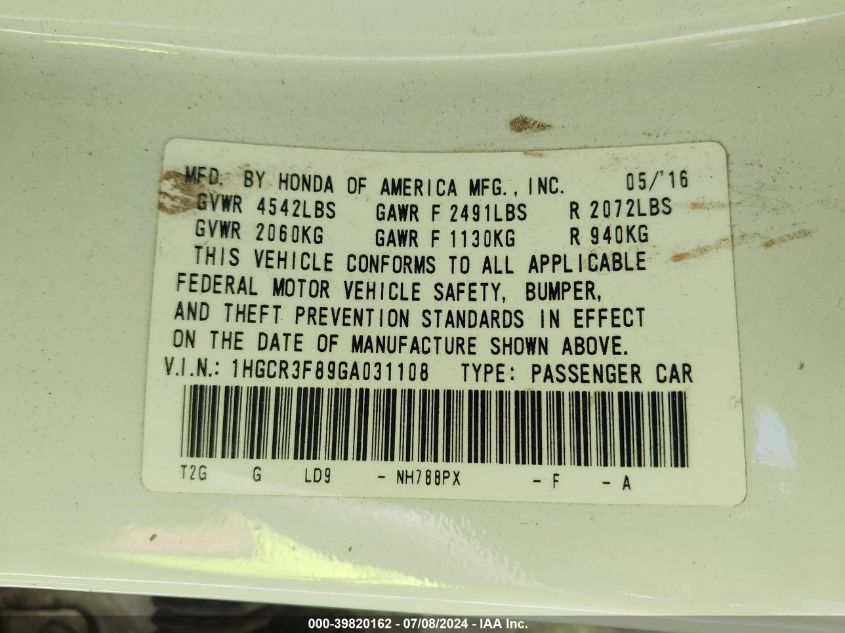 MFD. BY HONDA OF AMERICA MFG., INC. 05/'16
GVWR 4542LBS GAWR F 2491LBS R 2072LBS
GVWR 2060KG GAWR F 1130KG R 940KG
THIS VEHICLE CONFORMS TO ALL APPLICABLE
FEDERAL MOTOR VEHICLE SAFETY, BUMPER,
AND THEFT PREVENTION STANDARDS IN EFFECT
ON THE DATE OF MANUFACTURE SHOWN ABOVE.
V.I.N.: 1HGCR3F89GA031108 TYPE: PASSENGER CAR
T2G G LD9 - NH788PX - F - A
000-39820162 - 07/08/2024 - IAA Inc.